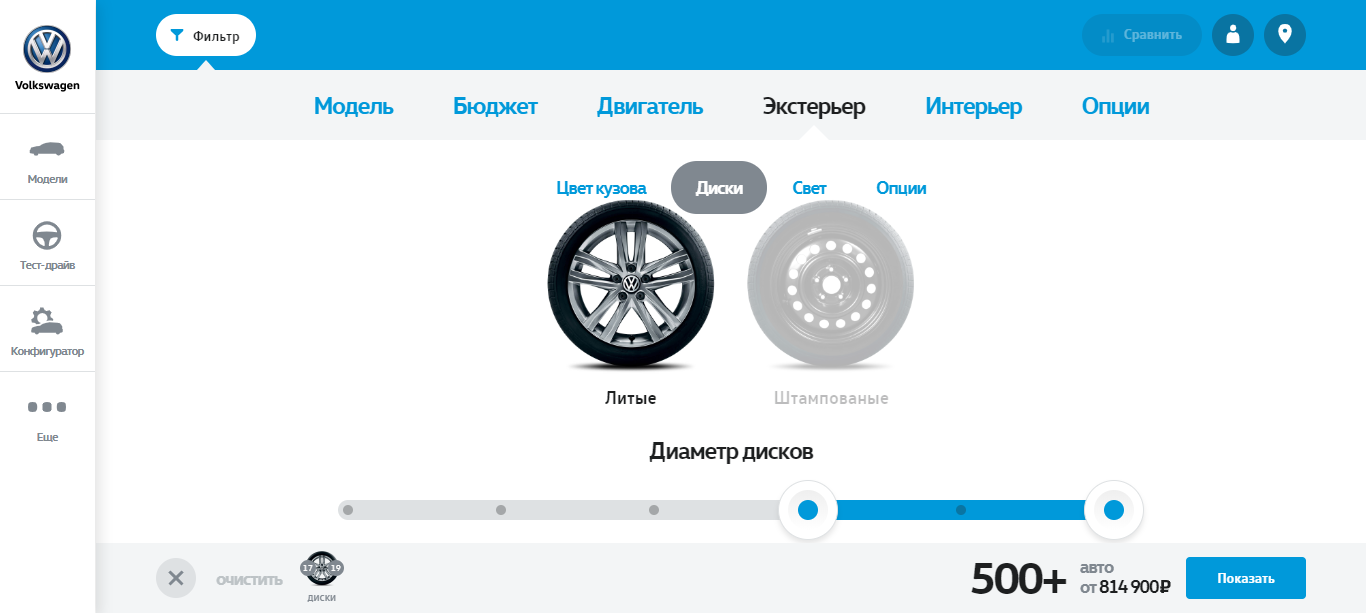 Volkswagen
Модели
Тест-драйв
Конфигуратор
Еще
Фильтр
Сравнить
Модель Бюджет Двигатель Экстерьер Интерьер Опции
Цвет кузова Диски Свет Опции
Литые Штампованые
Диаметр дисков
ОЧИСТИТЬ
17 19
ДИСКИ
500+
АВТО
ОТ 814 900₽
Показать